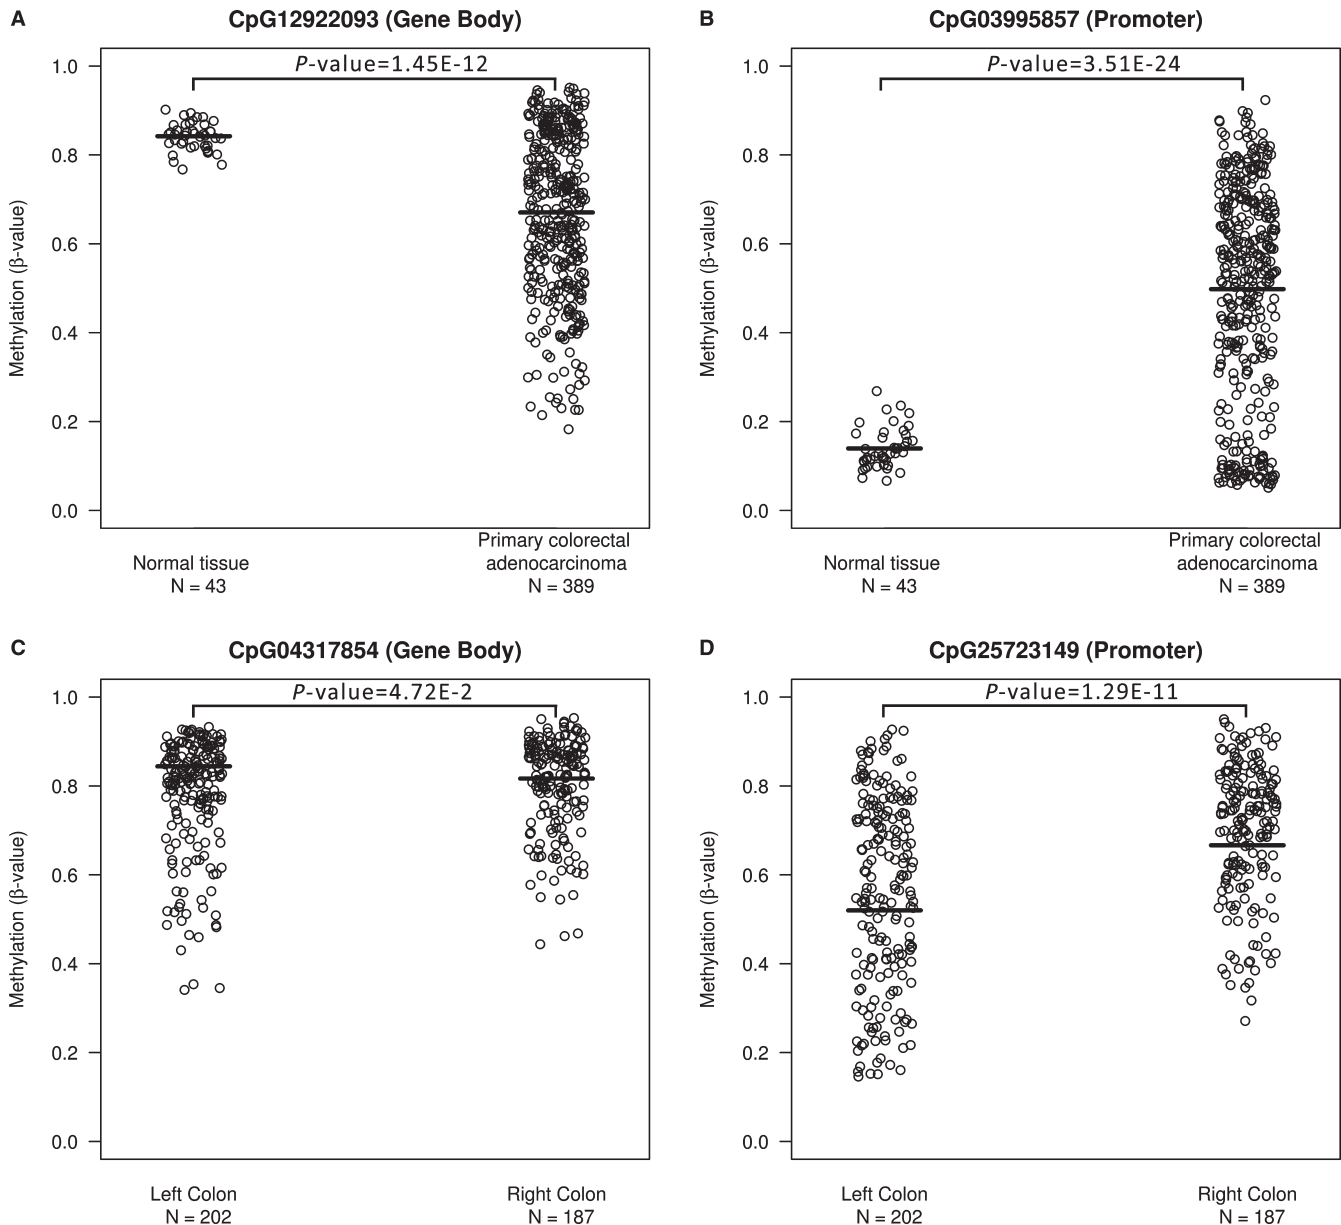 A
CpG12922093 (Gene Body)
P-value=1.45E-12
1.0
0.8
0.6
0.4
0.2
0.0
Methylation (β-value)
Normal tissue
N = 43
Primary colorectal
adenocarcinoma
N = 389
B
CpG03995857 (Promoter)
P-value=3.51E-24
1.0
0.8
0.6
0.4
0.2
0.0
Methylation (β-value)
Normal tissue
N = 43
Primary colorectal
adenocarcinoma
N = 389
C
CpG04317854 (Gene Body)
P-value=4.72E-2
1.0
0.8
0.6
0.4
0.2
0.0
Methylation (β-value)
Left Colon
N = 202
Right Colon
N = 187
D
CpG25723149 (Promoter)
P-value=1.29E-11
1.0
0.8
0.6
0.4
0.2
0.0
Methylation (β-value)
Left Colon
N = 202
Right Colon
N = 187